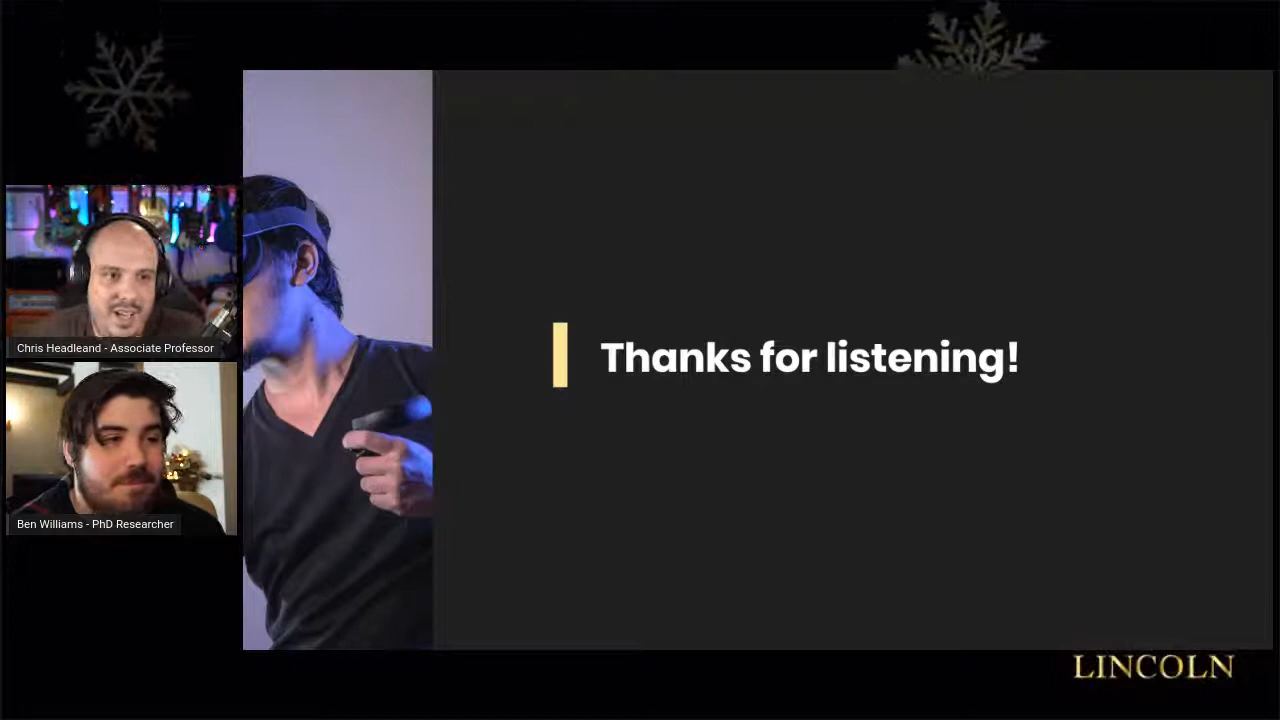 Chris Headleand - Associate Professor
Thanks for listening!
Ben Williams - PhD Researcher
LINCOLN